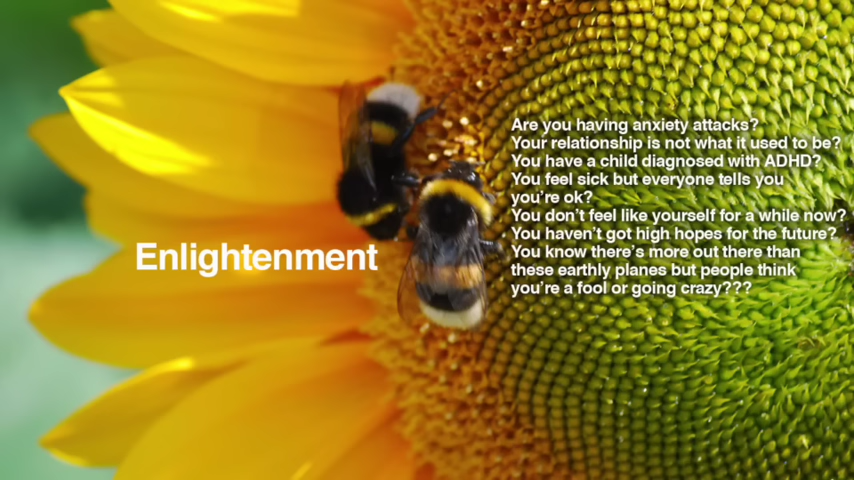 Enlightenment
Are you having anxiety attacks?
Your relationship is not what it used to be?
You have a child diagnosed with ADHD?
You feel sick but everyone tells you
you're ok?
You don't feel like yourself for a while now?
You haven't got high hopes for the future?
You know there's more out there than
these earthly planes but people think
you're a fool or going crazy???